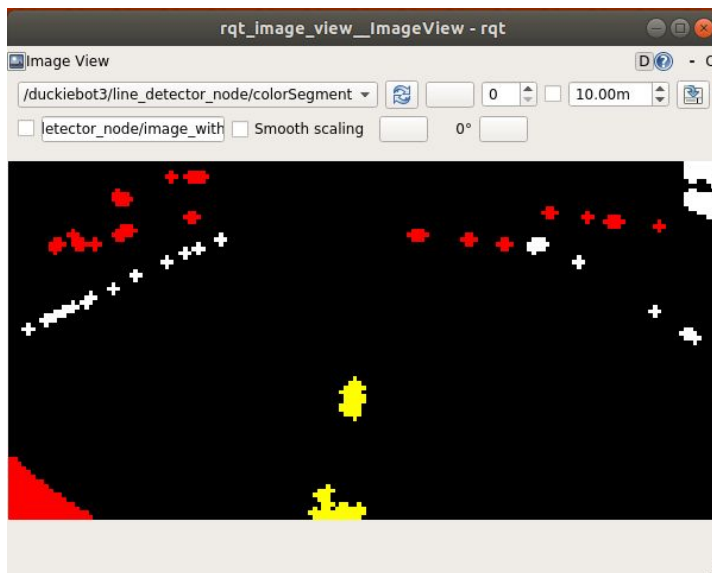 rqt_image_view__ImageView - rqt
Image View D - C
/duckiebot3/line_detector_node/colorSegment 0 10.00m
letector_node/image_with Smooth scaling 0°